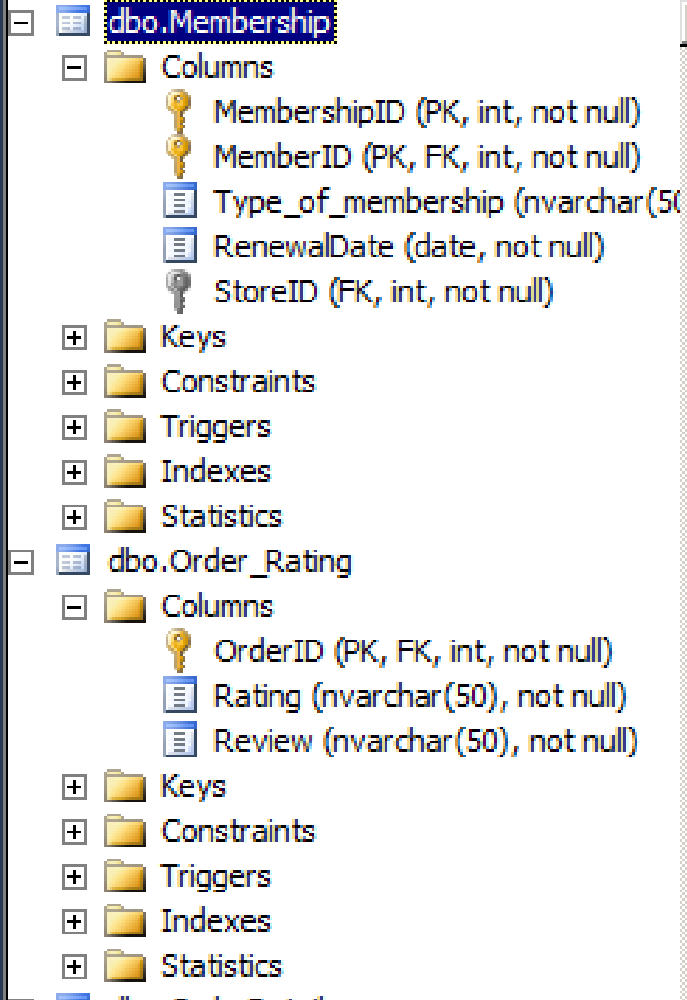 dbo.Membership
Columns
MembershipID (PK, int, not null)
MemberID (PK, FK, int, not null)
Type_of_membership (nvarchar(50
RenewalDate (date, not null)
StoreID (FK, int, not null)
Keys
Constraints
Triggers
Indexes
Statistics
dbo.Order_Rating
Columns
OrderID (PK, FK, int, not null)
Rating (nvarchar(50), not null)
Review (nvarchar(50), not null)
Keys
Constraints
Triggers
Indexes
Statistics